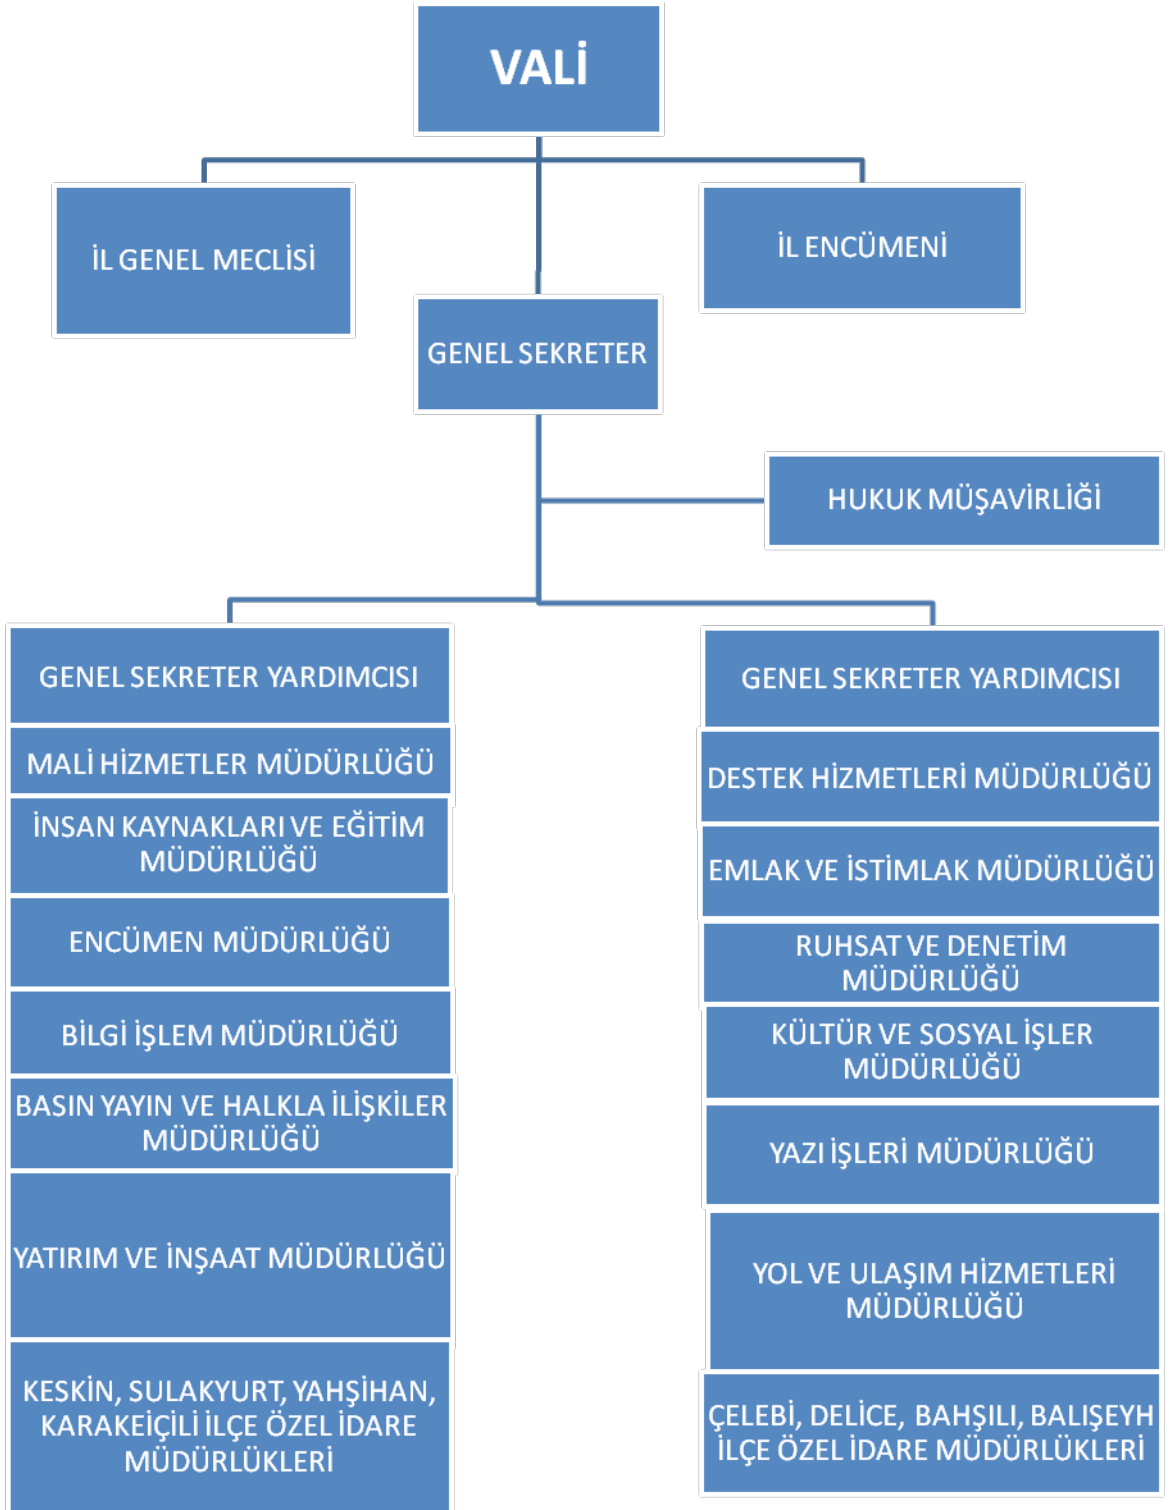 VALİ
İL GENEL MECLİSİ
İL ENCÜMENİ
GENEL SEKRETER
HUKUK MÜŞAVİRLİĞİ
GENEL SEKRETER YARDIMCISI
MALİ HİZMETLER MÜDÜRLÜĞÜ
İNSAN KAYNAKLARI VE EĞİTİM
MÜDÜRLÜĞÜ
ENCÜMEN MÜDÜRLÜĞÜ
BİLGİ İŞLEM MÜDÜRLÜĞÜ
BASIN YAYIN VE HALKLA İLİŞKİLER
MÜDÜRLÜĞÜ
YATIRIM VE İNŞAAT MÜDÜRLÜĞÜ
KESKİN, SULAKYURT, YAHŞİHAN,
KARAKEİÇİLİ İLÇE ÖZEL İDARE
MÜDÜRLÜKLERİ
GENEL SEKRETER YARDIMCISI
DESTEK HİZMETLERİ MÜDÜRLÜĞÜ
EMLAK VE İSTİMLAK MÜDÜRLÜĞÜ
RUHSAT VE DENETİM
MÜDÜRLÜĞÜ
KÜLTÜR VE SOSYAL İŞLER
MÜDÜRLÜĞÜ
YAZI İŞLERİ MÜDÜRLÜĞÜ
YOL VE ULAŞIM HİZMETLERİ
MÜDÜRLÜĞÜ
ÇELEBİ, DELİCE, BAHŞILI, BALIŞEYH
İLÇE ÖZEL İDARE MÜDÜRLÜKLERİ